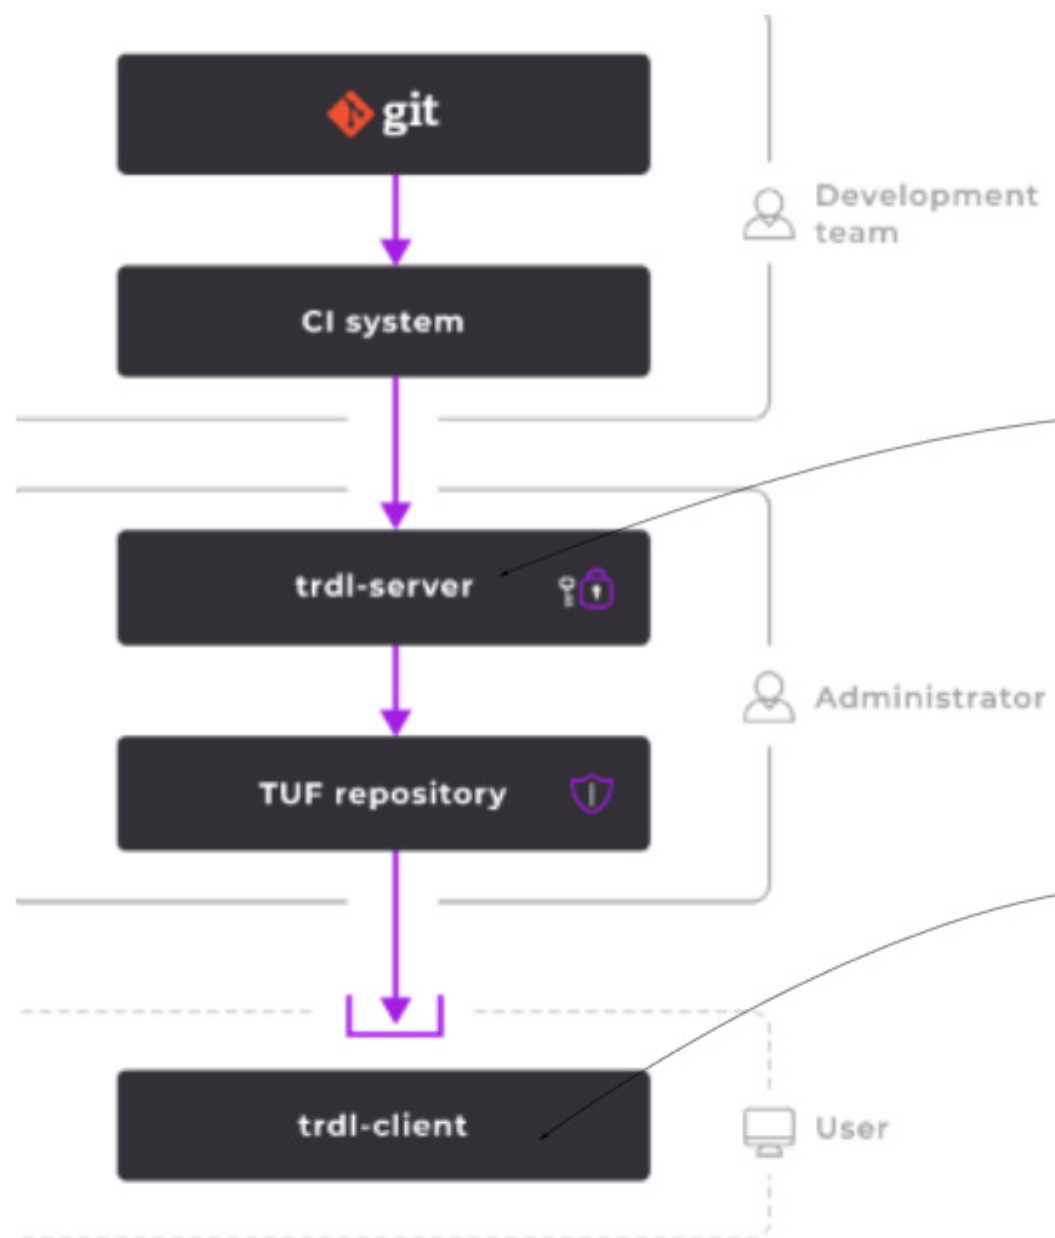 git
Development
team
CI system
trdl-server
Administrator
TUF repository
trdl-client
User